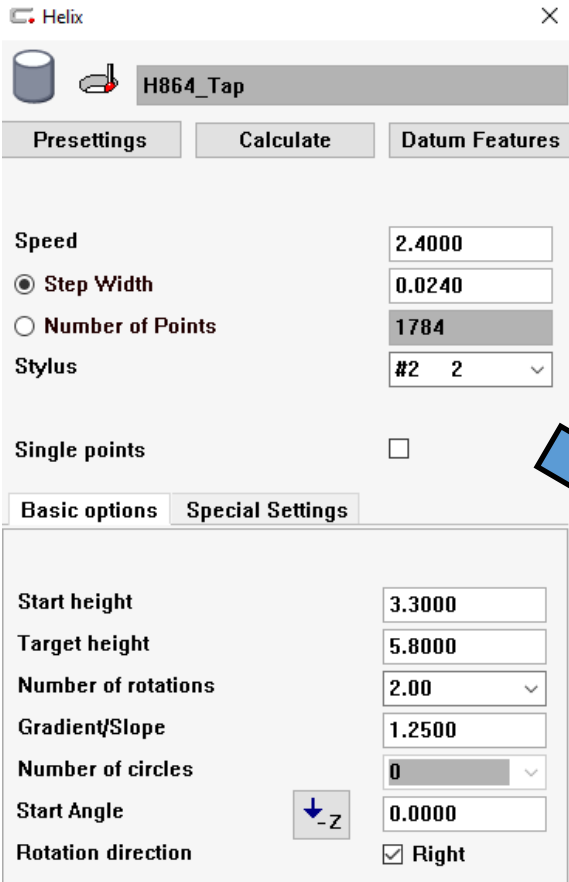 Helix
H864_Tap
Presettings Calculate Datum Features
Speed 2.4000
Step Width 0.0240
Number of Points 1784
Stylus #2 2
Single points
Basic options Special Settings
Start height 3.3000
Target height 5.8000
Number of rotations 2.00
Gradient/Slope 1.2500
Number of circles 0
Start Angle -Z 0.0000
Rotation direction Right